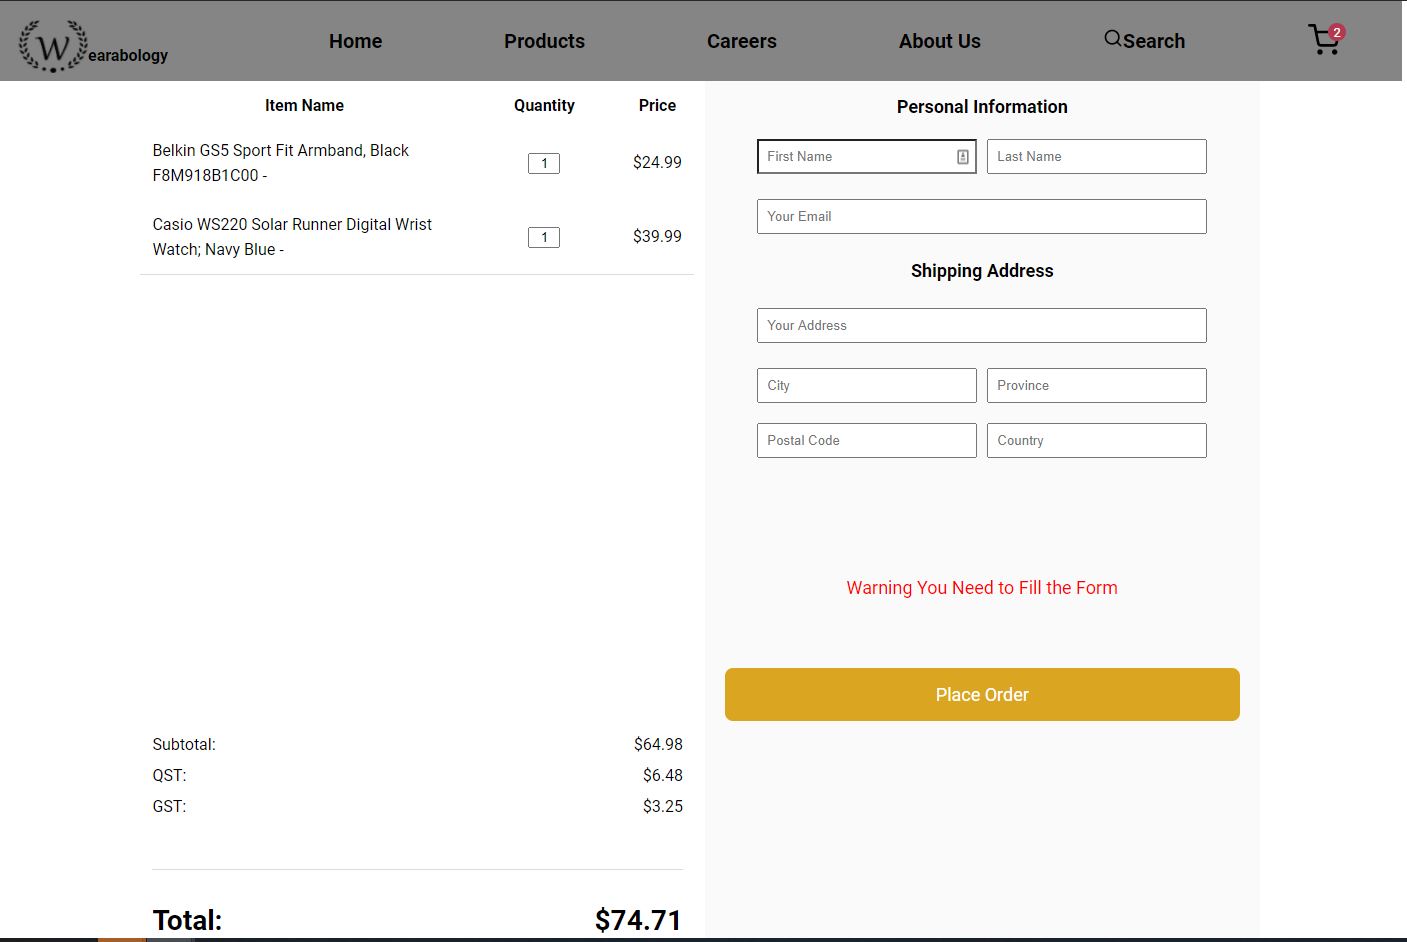 W
earabology
Home
Products
Careers
About Us
Search
2
Item Name
Quantity
Price
Belkin GS5 Sport Fit Armband, Black
F8M918B1C00 -
1
$24.99
Casio WS220 Solar Runner Digital Wrist
Watch; Navy Blue -
1
$39.99
Subtotal:
$64.98
QST:
$6.48
GST:
$3.25
Total:
$74.71
Personal Information
First Name
Last Name
Your Email
Shipping Address
Your Address
City
Province
Postal Code
Country
Warning You Need to Fill the Form
Place Order